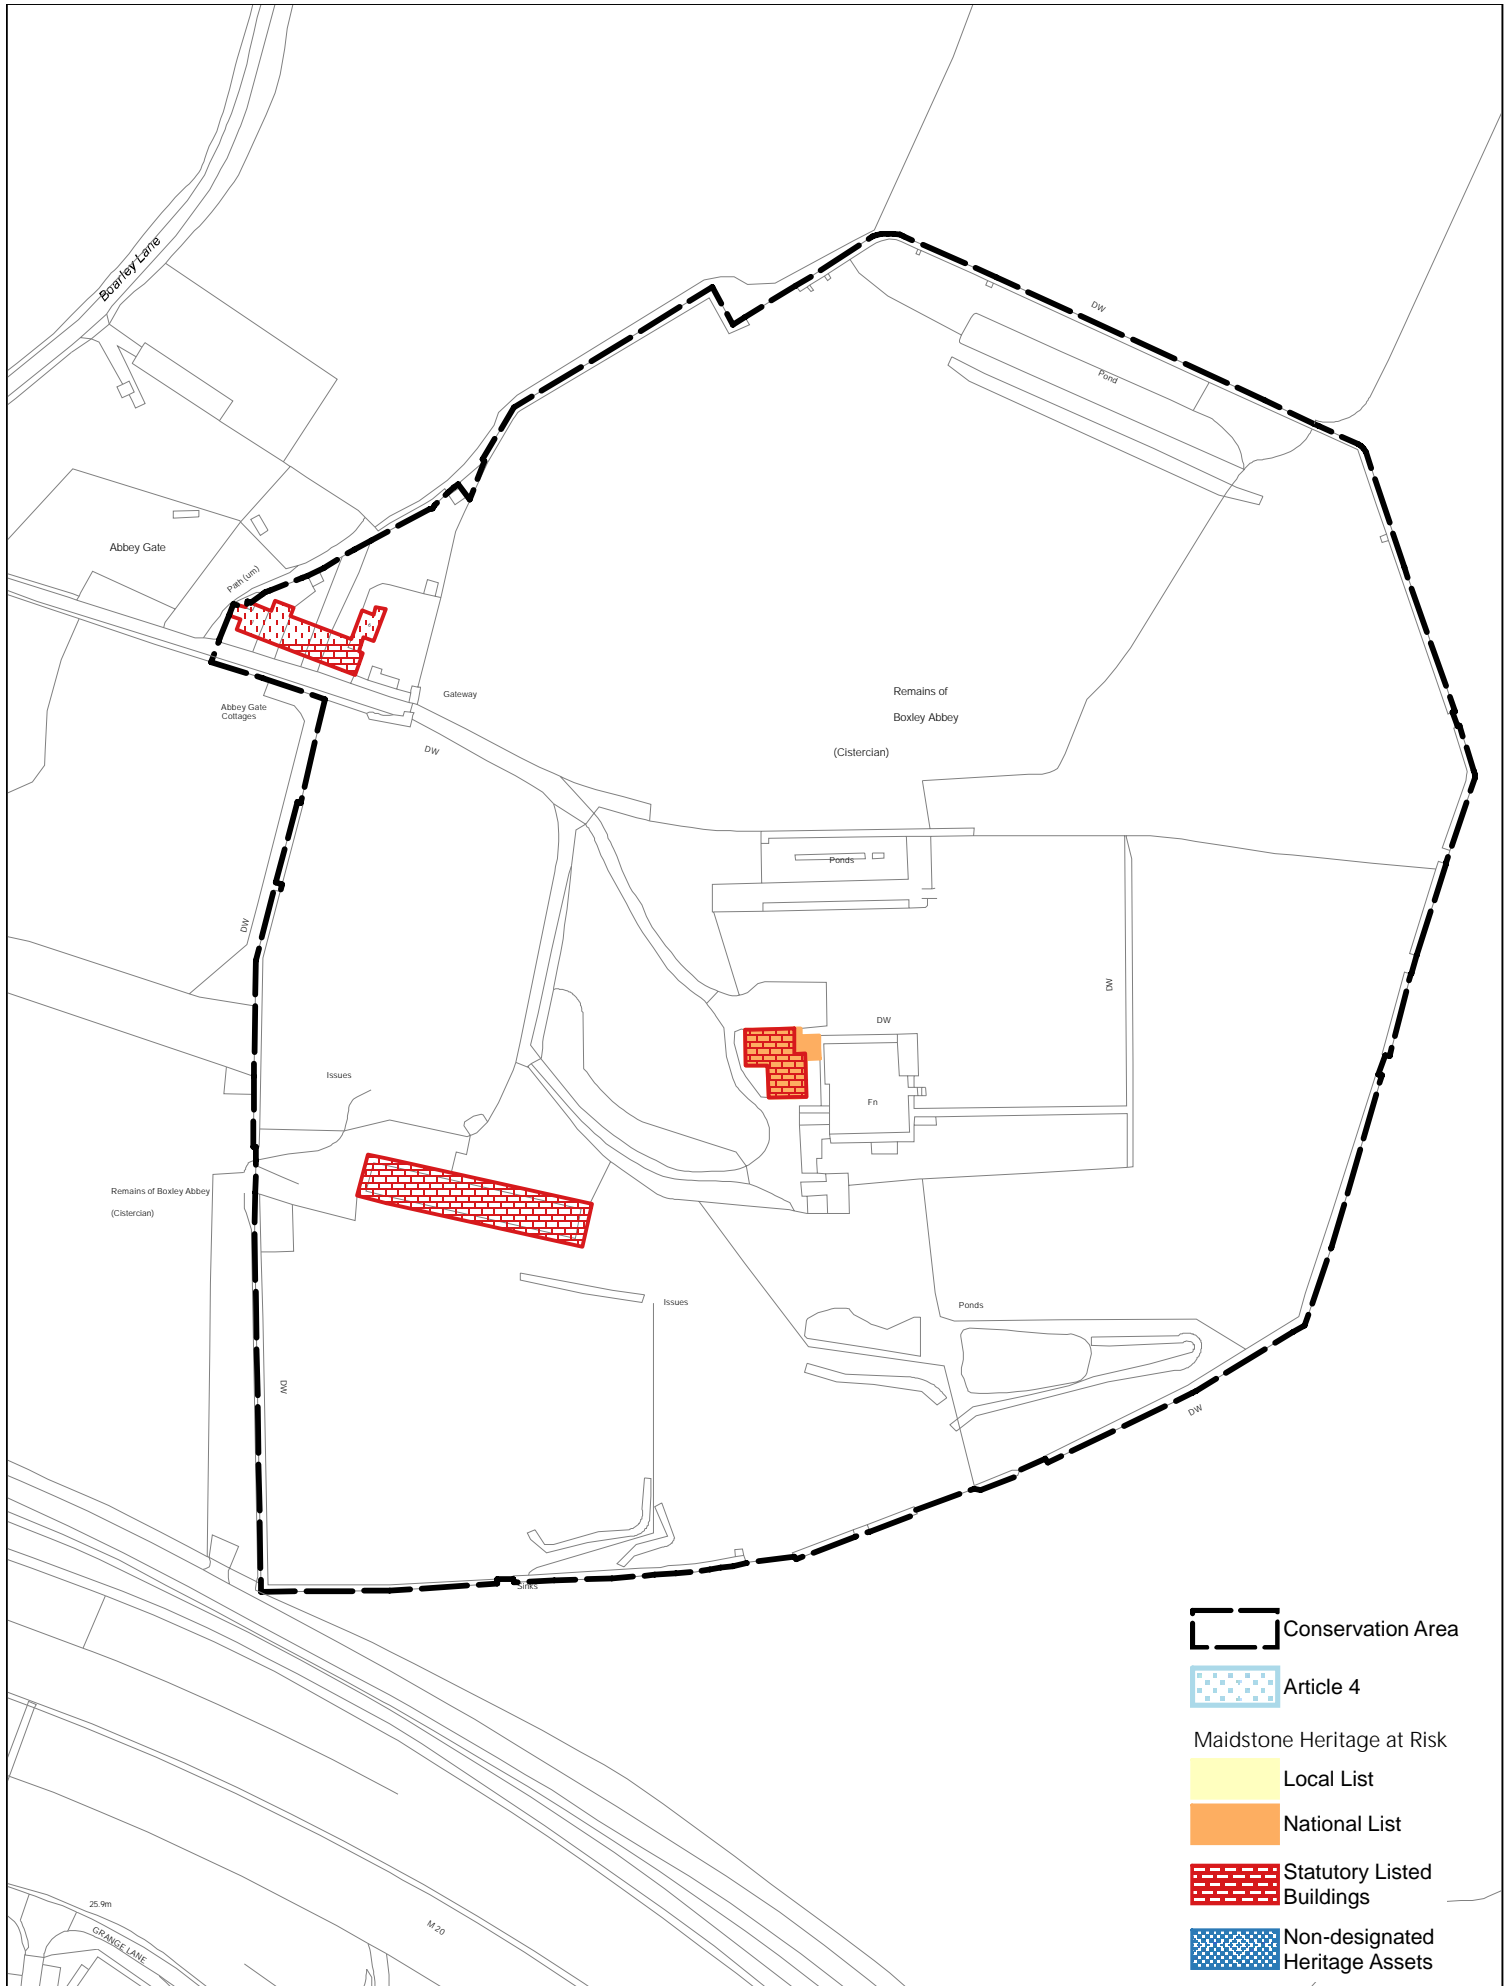 Boarley Lane
DW
Pond
Abbey Gate
Path (um)
Gateway
Remains of
Boxley Abbey
(Cistercian)
Abbey Gate
Cottages
DW
Ponds
DW
DW
DW
Issues
Fn
Remains of Boxley Abbey
(Cistercian)
Issues
Ponds
DW
DW
Sinks
Conservation Area
Article 4
Maidstone Heritage at Risk
Local List
National List
Statutory Listed
Buildings
Non-designated
Heritage Assets
25.9m
GRANGE LANE
M 20